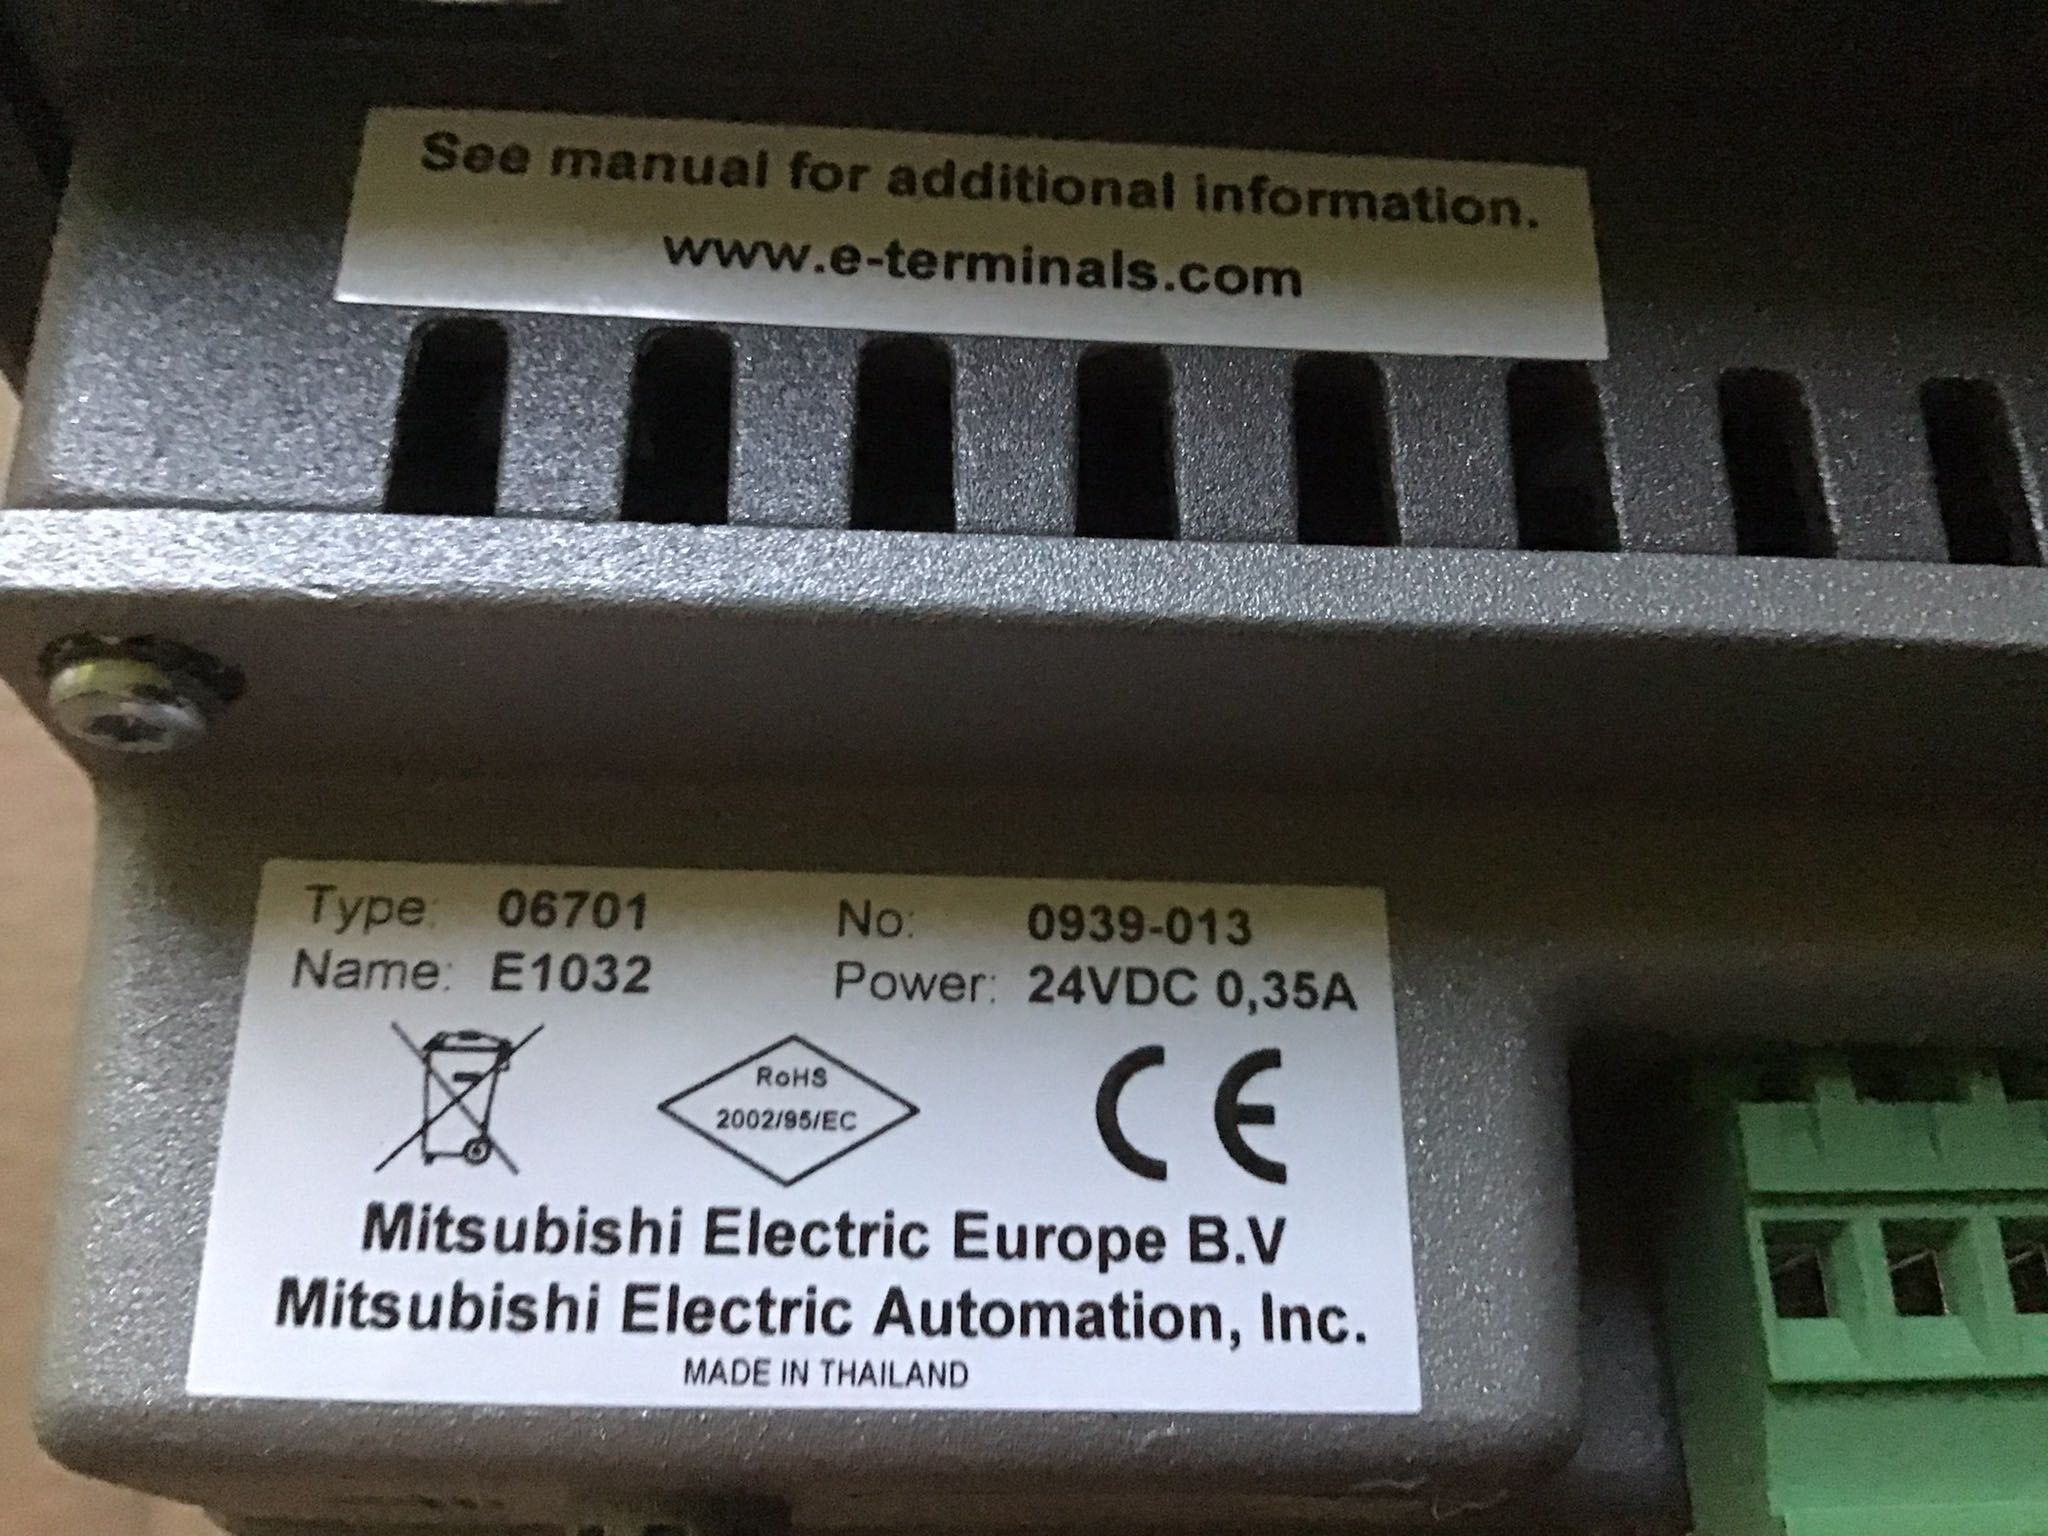 See manual for additional information.
www.e-terminals.com
Type: 06701 No: 0939-013
Name: E1032 Power: 24VDC 0,35A
RoHS
2002/95/EC
CE
Mitsubishi Electric Europe B.V
Mitsubishi Electric Automation, Inc.
MADE IN THAILAND